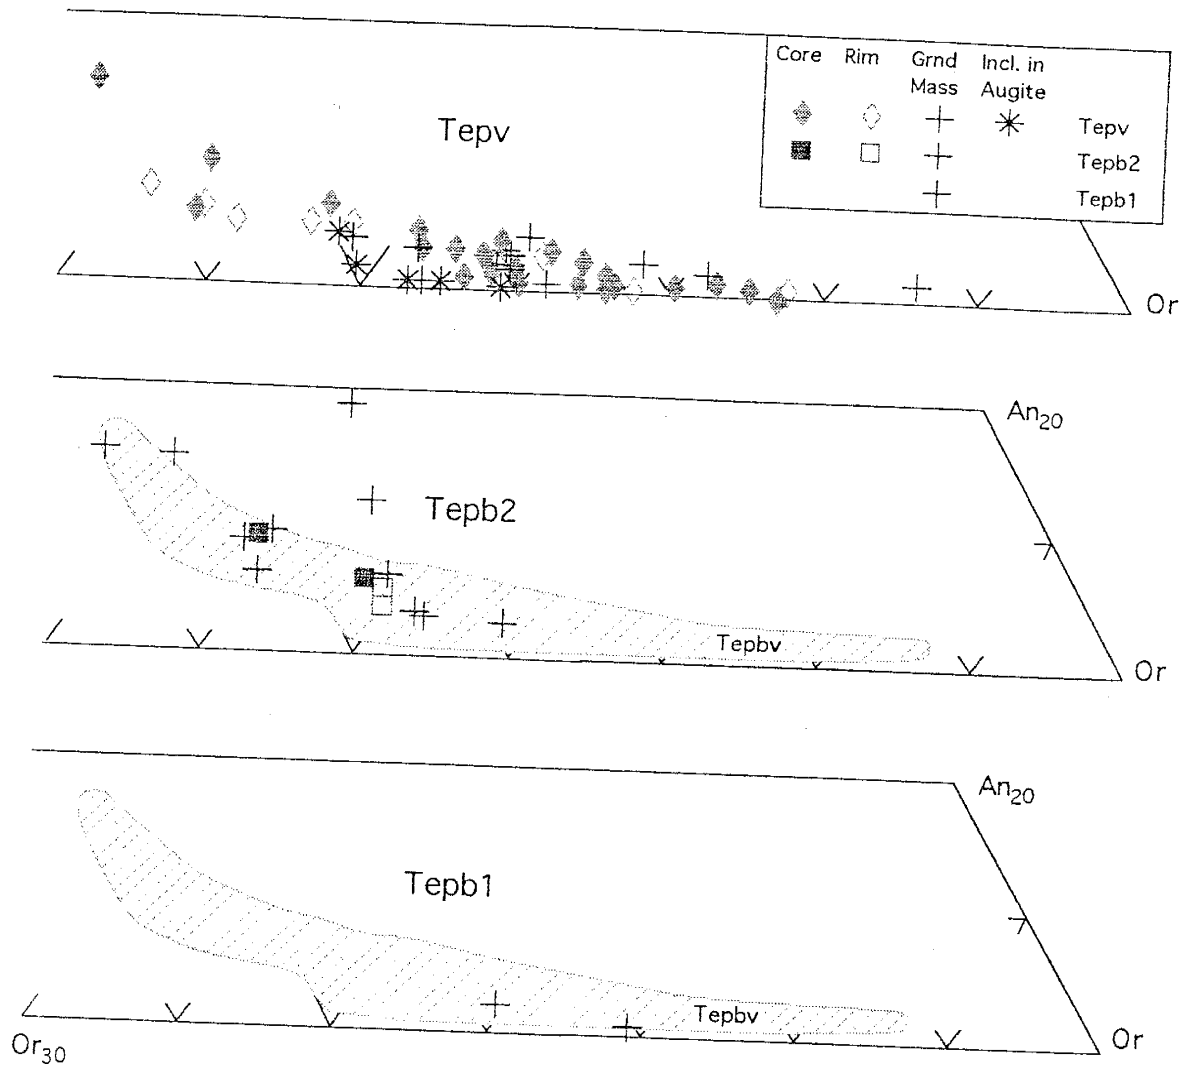 Core Rim Grnd Mass Incl. in Augite
Tepv
Tepb2
Tepb1
Tepv
Or
An20
Tepb2
Tepbv
Or
An20
Tepb1
Tepbv
Or30
Or